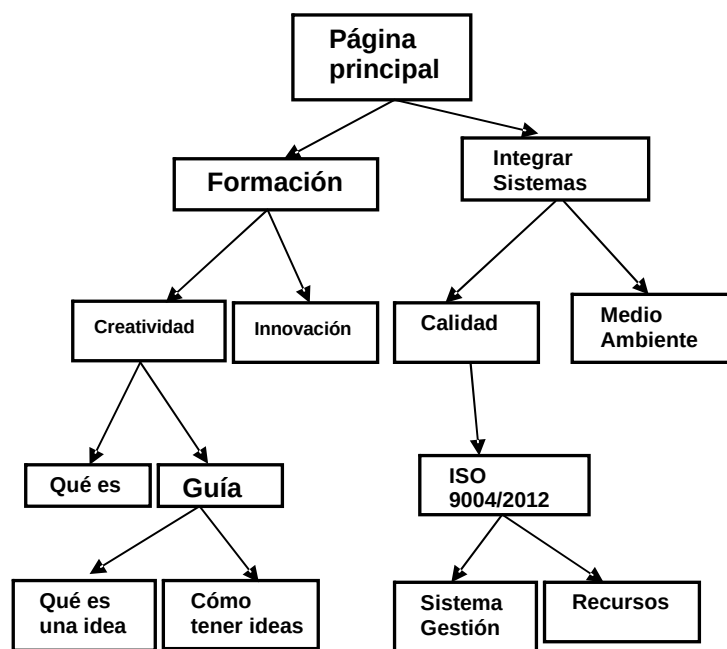 Página
principal
Formación
Integrar
Sistemas
Creatividad
Innovación
Calidad
Medio
Ambiente
Qué es
Guía
ISO
9004/2012
Qué es
una idea
Cómo
tener ideas
Sistema
Gestión
Recursos